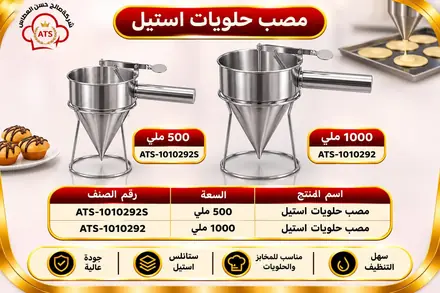 مصب حلويات استيل
شركة صالح حسن العطاس
ATS
500 ملي
ATS-1010292S
1000 ملي
ATS-1010292
اسم المنتج السعة رقم الصنف
مصب حلويات استيل 500 ملي ATS-1010292S
مصب حلويات استيل 1000 ملي ATS-1010292
سهل التنظيف
مناسب للمخابز والحلويات
ستانلس استيل
جودة عالية